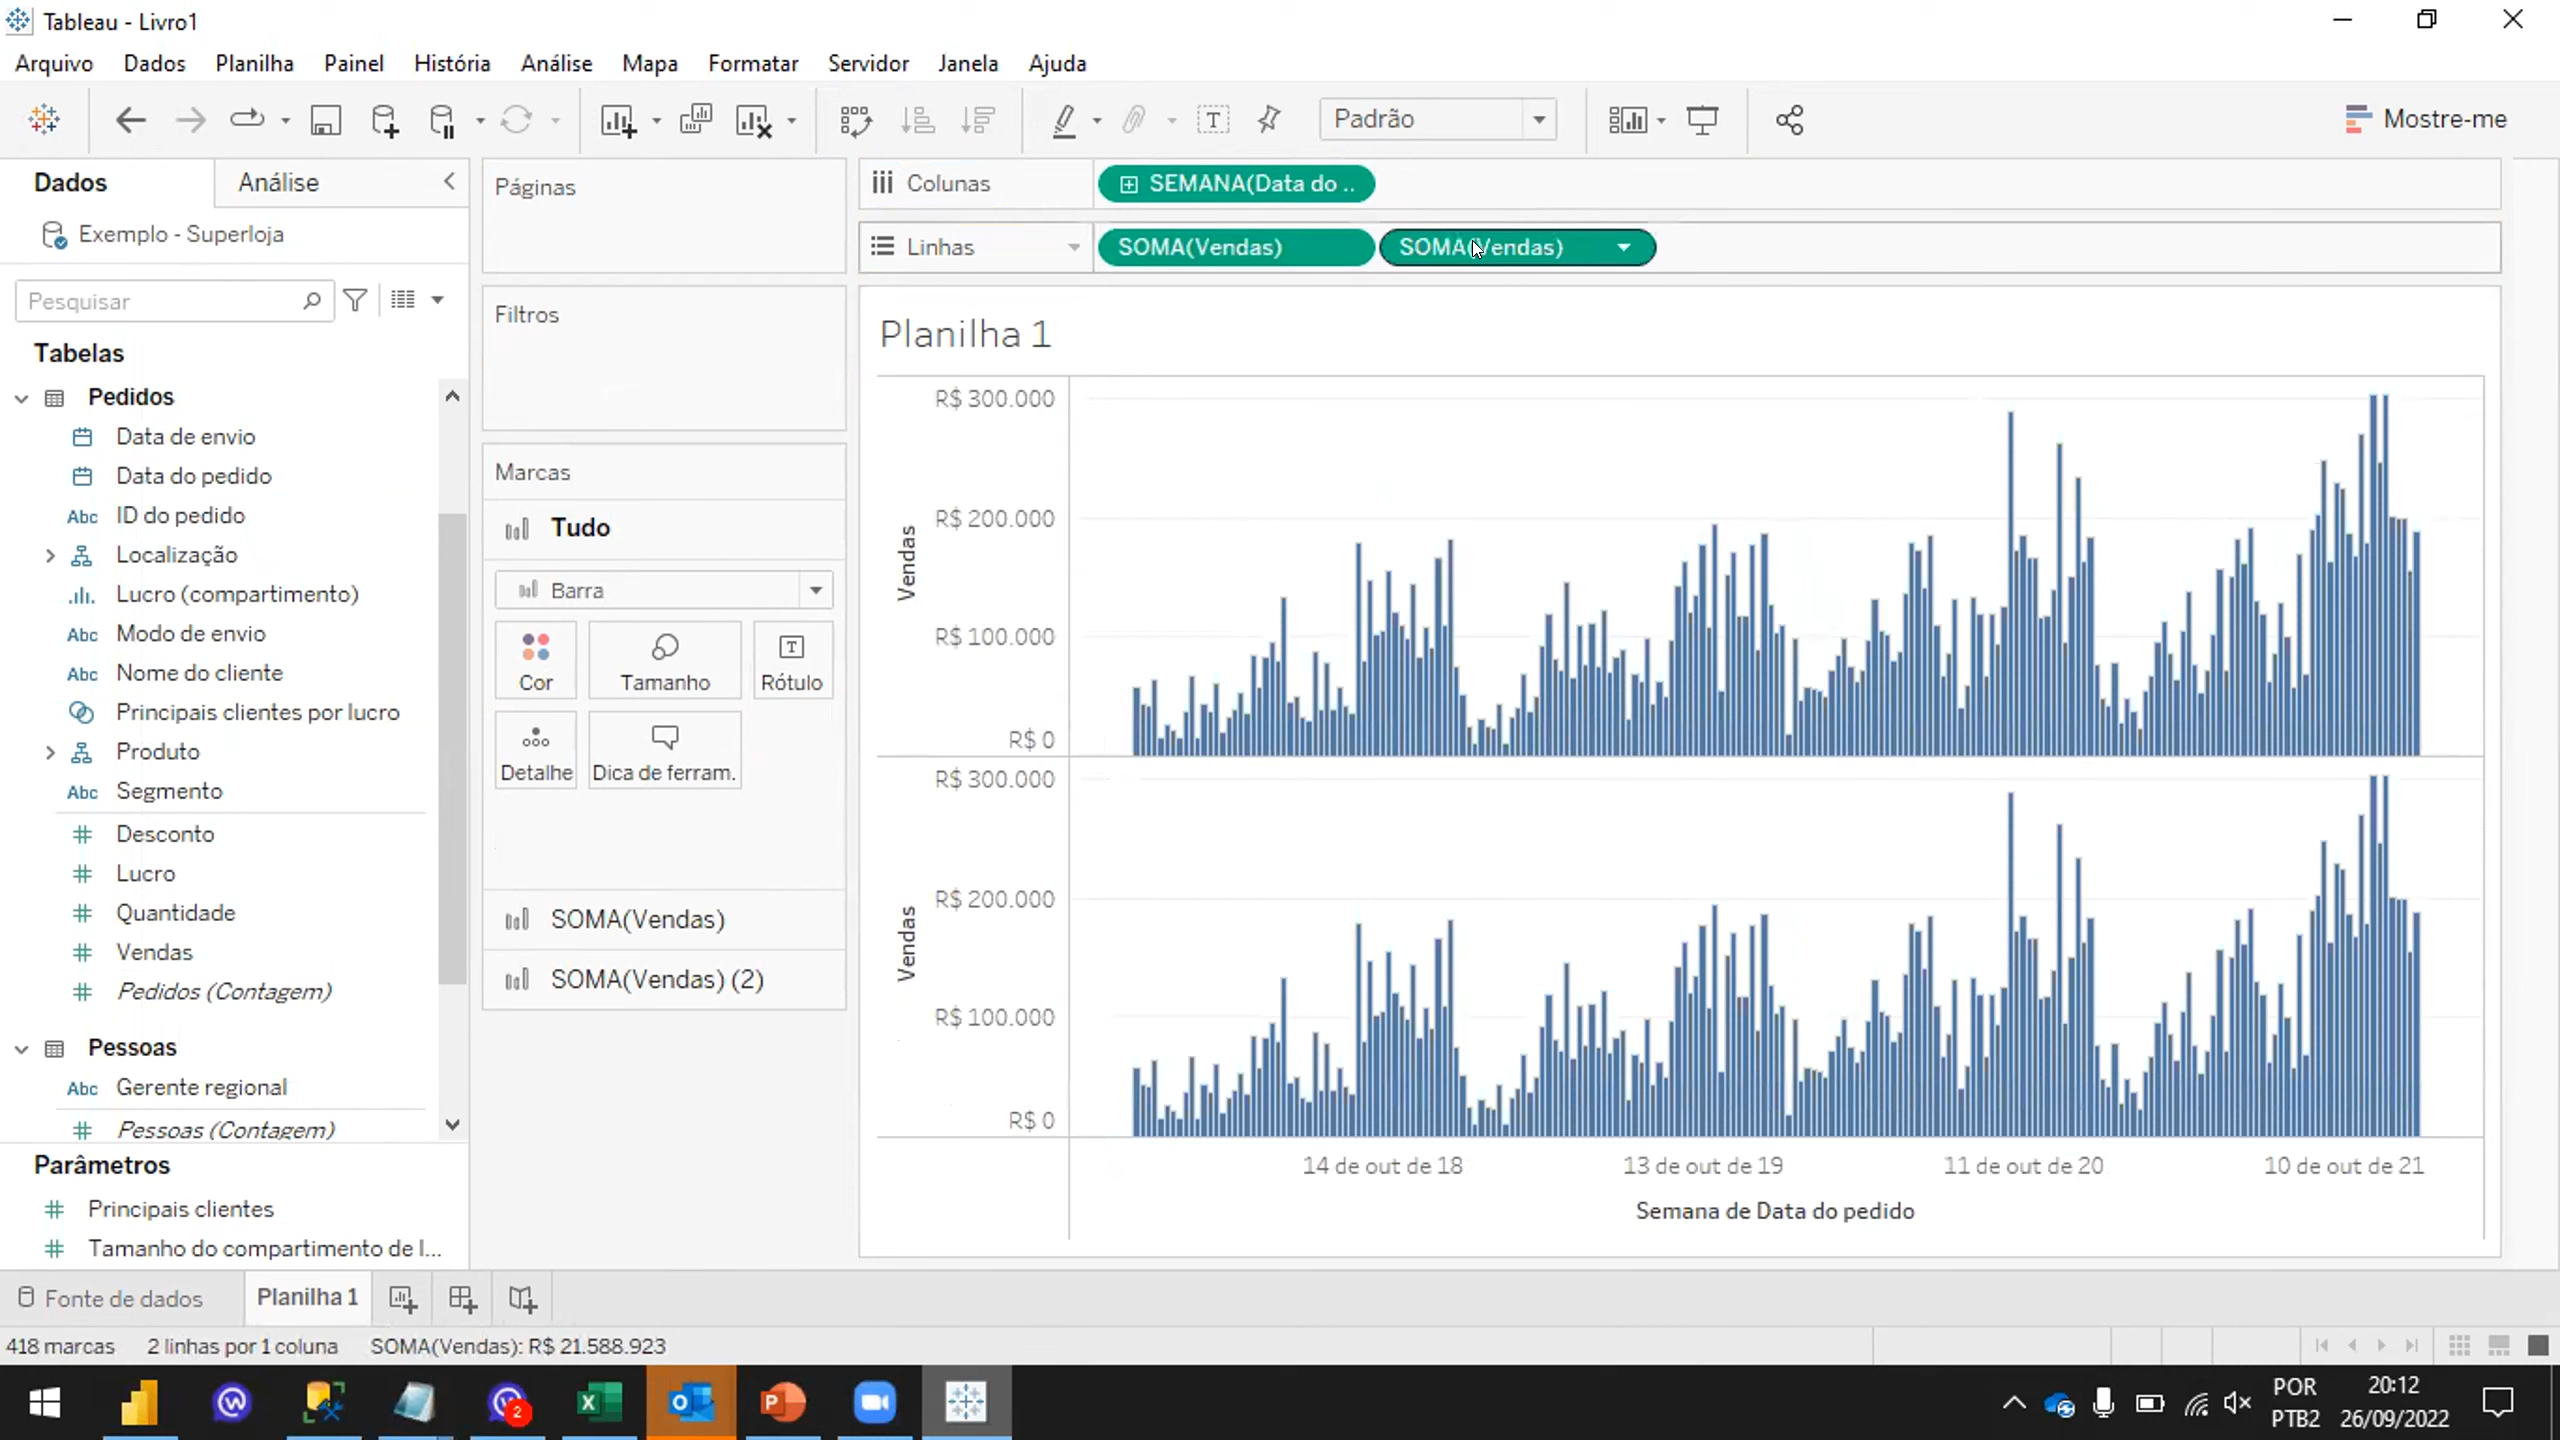 Tableau - Livro1
Arquivo Dados Planilha Painel História Análise Mapa Formatar Servidor Janela Ajuda
Padrão
Mostre-me
Dados Análise
Exemplo - Superloja
Pesquisar
Tabelas
Pedidos
Data de envio
Data do pedido
Abc ID do pedido
Localização
Lucro (compartimento)
Abc Modo de envio
Abc Nome do cliente
Principais clientes por lucro
Produto
Abc Segmento
# Desconto
# Lucro
# Quantidade
# Vendas
# Pedidos (Contagem)
Pessoas
Abc Gerente regional
# Pessoas (Contagem)
Parâmetros
# Principais clientes
# Tamanho do compartimento de l...
Páginas
Filtros
Marcas
Tudo
Barra
Cor Tamanho T Rótulo
Detalhe Dica de ferram.
SOMA(Vendas)
SOMA(Vendas) (2)
Colunas SEMANA(Data do ..
Linhas SOMA(Vendas) SOMA(Vendas)
Planilha 1
Vendas
R$ 300.000
R$ 200.000
R$ 100.000
R$ 0
Vendas
R$ 300.000
R$ 200.000
R$ 100.000
R$ 0
14 de out de 18 13 de out de 19 11 de out de 20 10 de out de 21
Semana de Data do pedido
Fonte de dados Planilha 1
418 marcas 2 linhas por 1 coluna SOMA(Vendas): R$ 21.588.923
2
POR
PTB2
20:12
26/09/2022